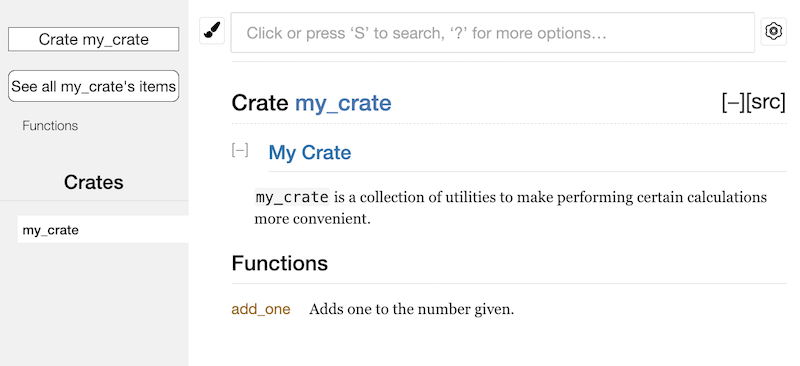 Crate my_crate
See all my_crate's items
Functions
Crates
my_crate
Click or press ‘S’ to search, ‘?’ for more options…
Crate my_crate
[–][src]
[–]
My Crate
my_crate is a collection of utilities to make performing certain calculations
more convenient.
Functions
add_one Adds one to the number given.